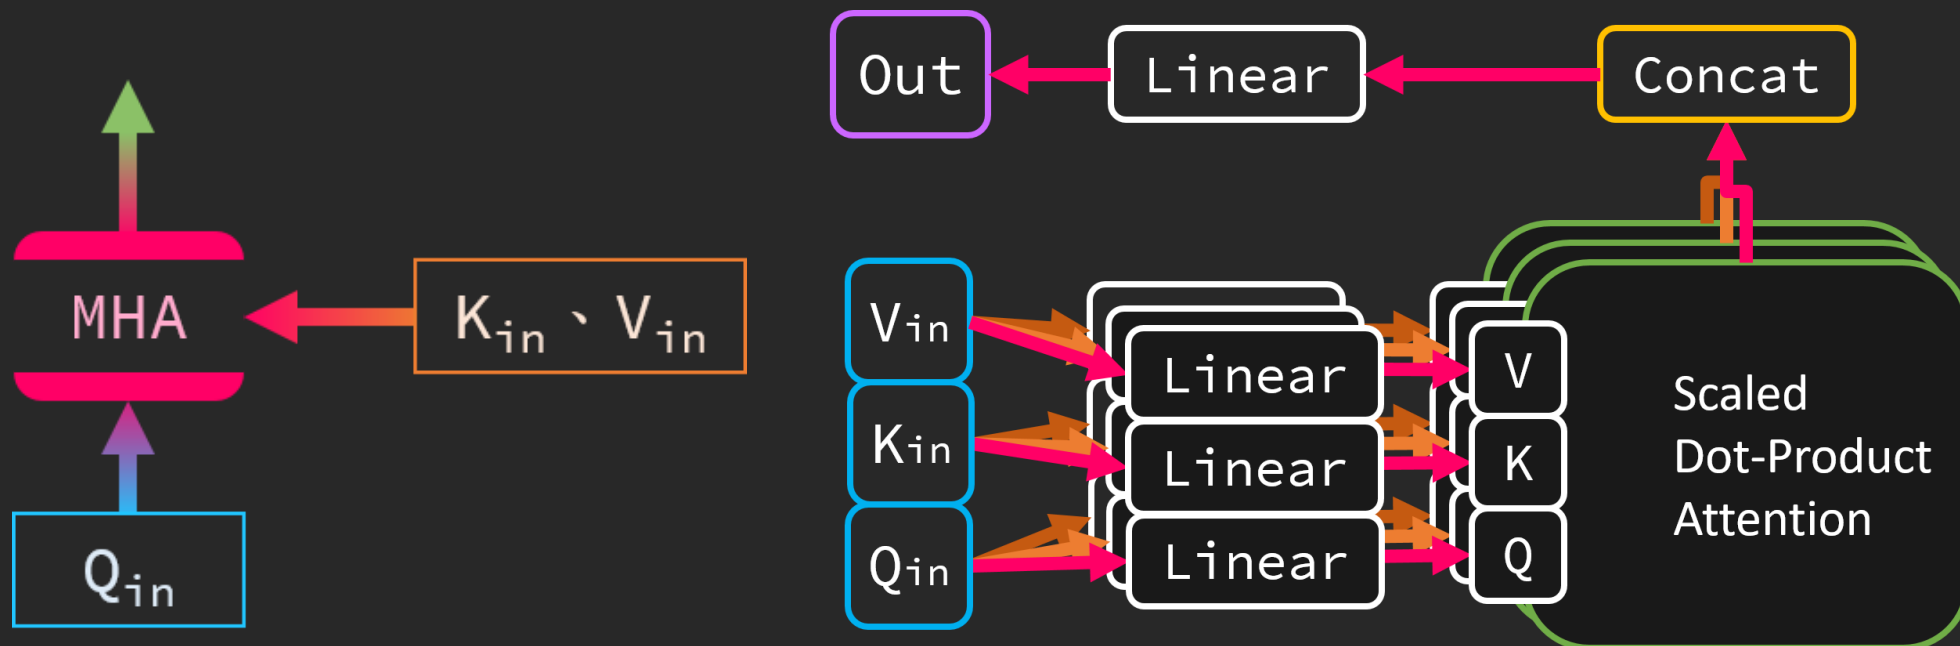 MHA
Kin、Vin
Qin
Out
Linear
Concat
Vin
Kin
Qin
Linear
Linear
Linear
V
K
Q
Scaled
Dot-Product
Attention